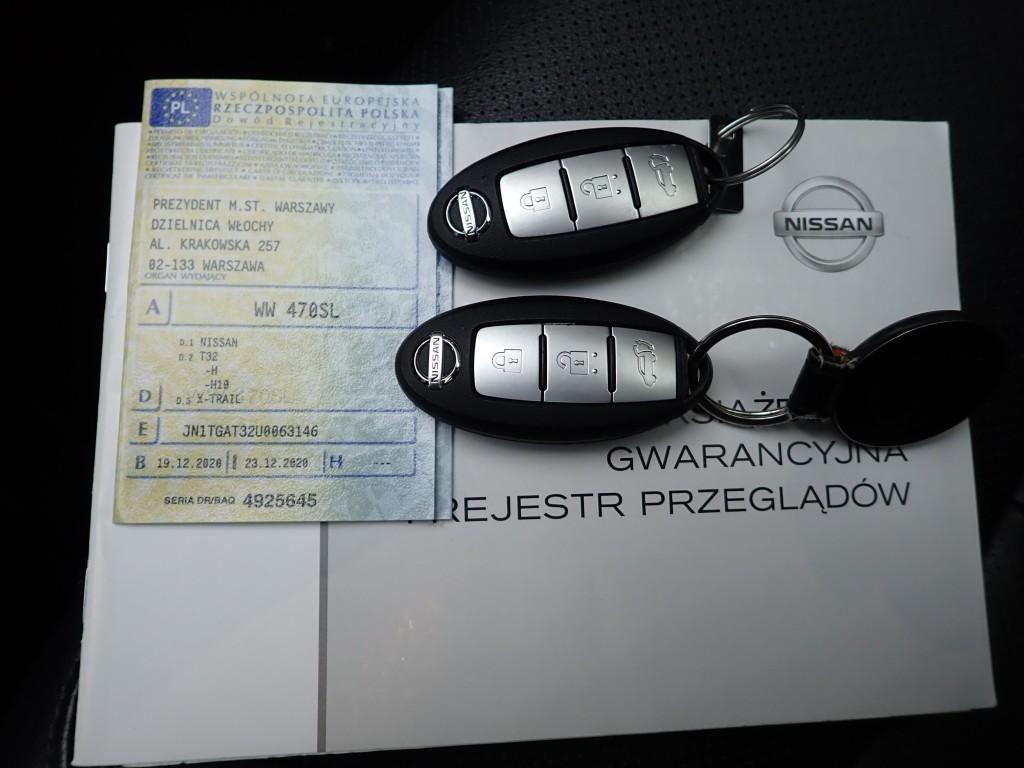 PL
WSPÓLNOTA EUROPEJSKA
RZECZPOSPOLITA POLSKA
Dowód Rejestracyjny
PREZYDENT M.ST. WARSZAWY
DZIELNICA WŁOCHY
AL. KRAKOWSKA 257
02-133 WARSZAWA
ORGAN WYDAJĄCY
A WW 470SL
D.1 NISSAN
D.2 T32
-H
-H10
D D.3 X-TRAIL
E JN1TGAT32U0063146
B 19.12.2020 I 23.12.2020 H ---
SERIA DR/BAQ 4925645
NISSAN
NISSAN
NISSAN
GWARANCYJNA
REJESTR PRZEGLĄDÓW